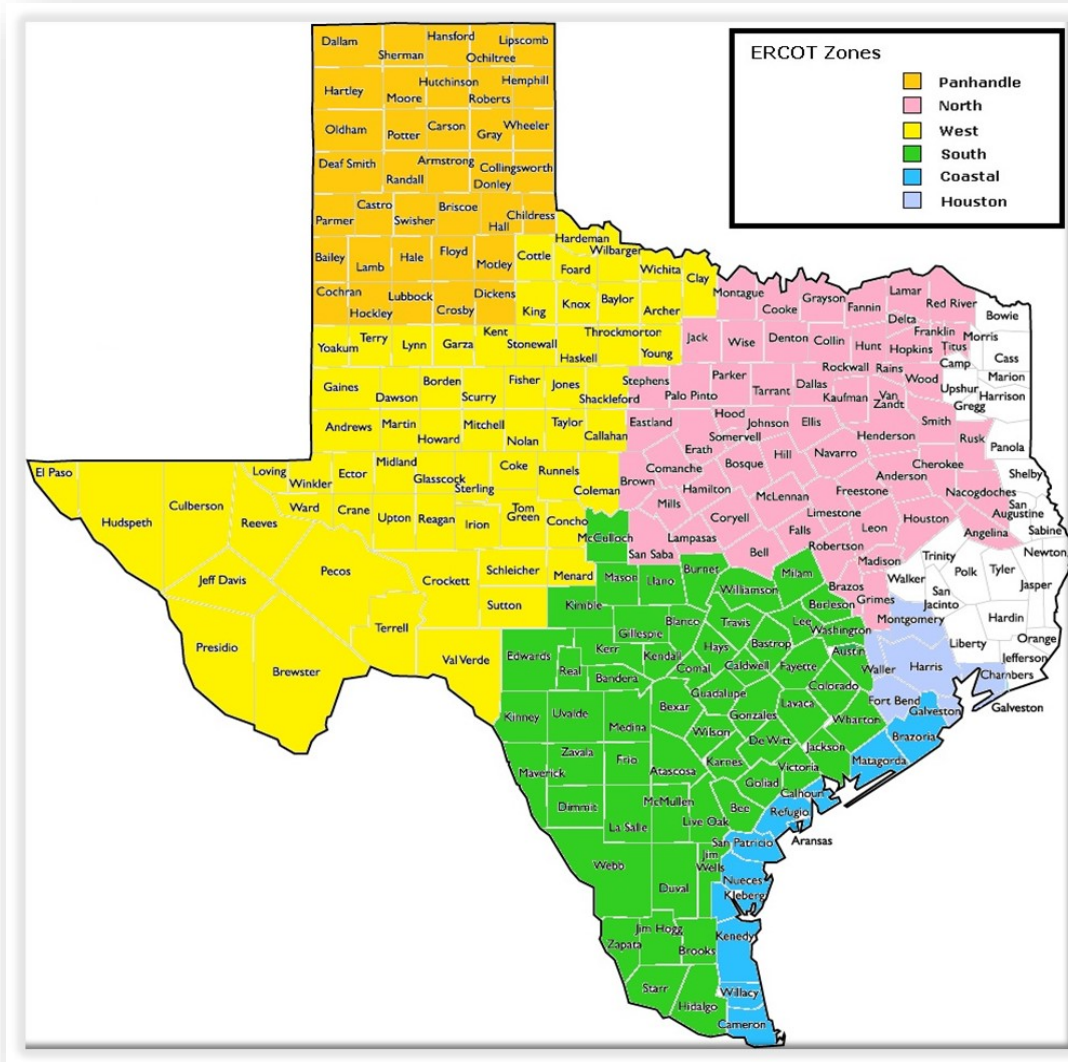 ERCOT Zones
Panhandle
North
West
South
Coastal
Houston
Dallam
Sherman
Hansford
Ochiltree
Lipscomb
Hartley
Moore
Hutchinson
Roberts
Hemphill
Oldham
Potter
Carson
Gray
Wheeler
Deaf Smith
Randall
Armstrong
Donley
Collingsworth
Parmer
Castro
Swisher
Briscoe
Hall
Childress
Bailey
Lamb
Hale
Floyd
Motley
Cottle
Hardeman
Foard
Wilbarger
Wichita
Clay
Cochran
Hockley
Lubbock
Crosby
Dickens
King
Knox
Baylor
Archer
Montague
Cooke
Grayson
Fannin
Lamar
Red River
Bowie
Delta
Franklin
Titus
Morris
Cass
Yoakum
Terry
Lynn
Garza
Kent
Stonewall
Haskell
Throckmorton
Young
Jack
Wise
Denton
Collin
Hunt
Hopkins
Camp
Marion
Upshur
Harrison
Gregg
Gaines
Dawson
Borden
Scurry
Fisher
Jones
Shackleford
Stephens
Palo Pinto
Parker
Tarrant
Dallas
Rockwall
Rains
Wood
Kaufman
Van
Zandt
Smith
Rusk
Panola
Andrews
Martin
Howard
Mitchell
Nolan
Taylor
Callahan
Eastland
Erath
Hood
Somervell
Johnson
Ellis
Henderson
Cherokee
Shelby
El Paso
Hudspeth
Culberson
Reeves
Loving
Winkler
Ward
Ector
Crane
Midland
Upton
Glasscock
Reagan
Sterling
Irion
Coke
Tom
Green
Runnels
Concho
Coleman
Brown
Comanche
Mills
Hamilton
Bosque
Hill
Navarro
McLennan
Limestone
Freestone
Anderson
Nacogdoches
San
Augustine
Sabine
Angelina
Houston
Leon
Coryell
Falls
Robertson
Lampasas
Bell
San Saba
McCulloch
Jeff Davis
Pecos
Crockett
Schleicher
Menard
Mason
Llano
Burnet
Williamson
Milam
Madison
Brazos
Grimes
Walker
Trinity
Polk
Tyler
Newton
Jasper
San
Jacinto
Hardin
Orange
Jefferson
Liberty
Chambers
Montgomery
Presidio
Brewster
Terrell
Sutton
Val Verde
Kimble
Gillespie
Blanco
Travis
Lee
Burleson
Washington
Edwards
Real
Kerr
Bandera
Kendall
Comal
Hays
Caldwell
Bastrop
Fayette
Austin
Waller
Harris
Fort Bend
Galveston
Galveston
Kinney
Uvalde
Medina
Bexar
Guadalupe
Gonzales
Lavaca
Colorado
Wharton
Brazoria
Matagorda
Maverick
Zavala
Frio
Atascosa
Wilson
Karnes
De Witt
Jackson
Victoria
Goliad
Calhoun
Dimmit
La Salle
McMullen
Live Oak
Bee
Refugio
Aransas
San Patricio
Webb
Duval
Jim
Wells
Nueces
Kleberg
Zapata
Jim Hogg
Brooks
Kenedy
Starr
Hidalgo
Willacy
Cameron